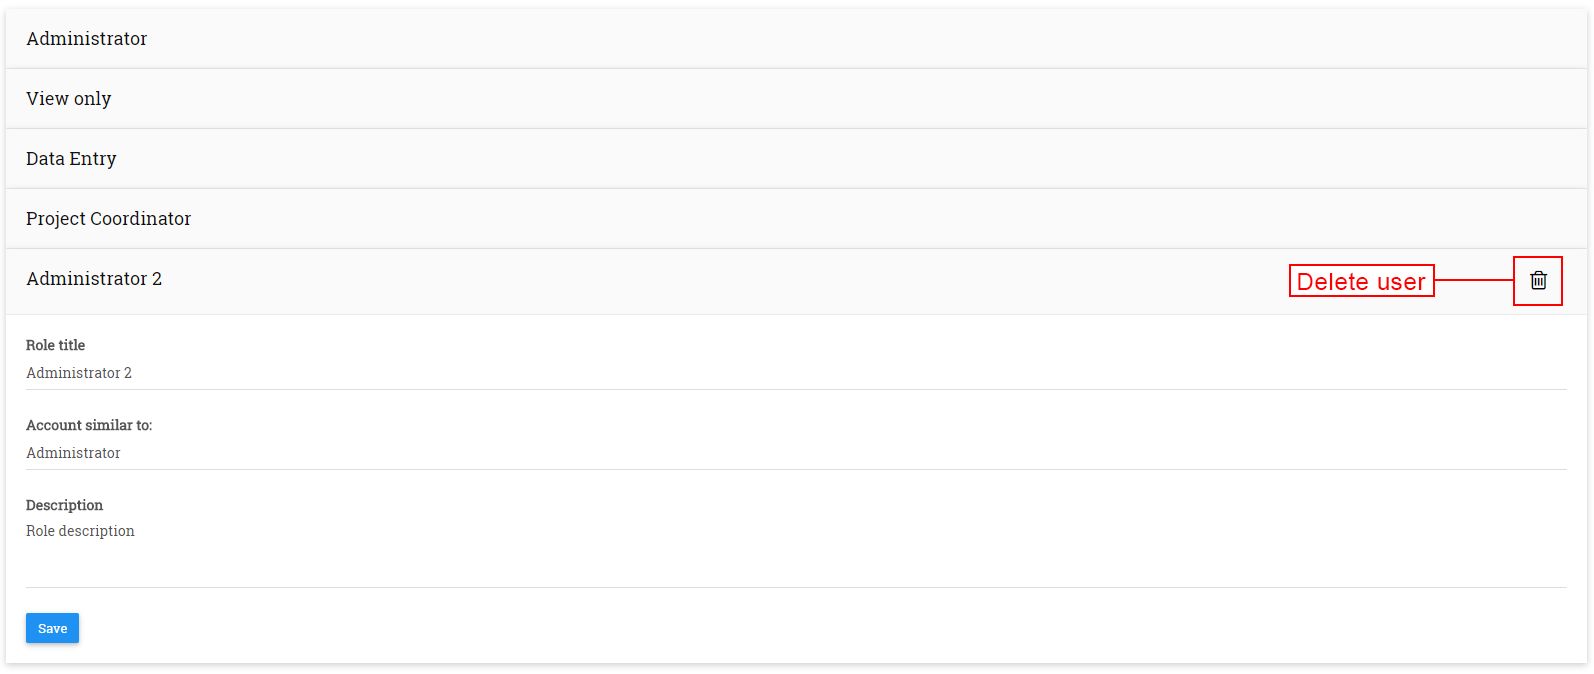 Administrator
View only
Data Entry
Project Coordinator
Administrator 2
Delete user
Role title
Administrator 2
Account similar to:
Administrator
Description
Role description
Save